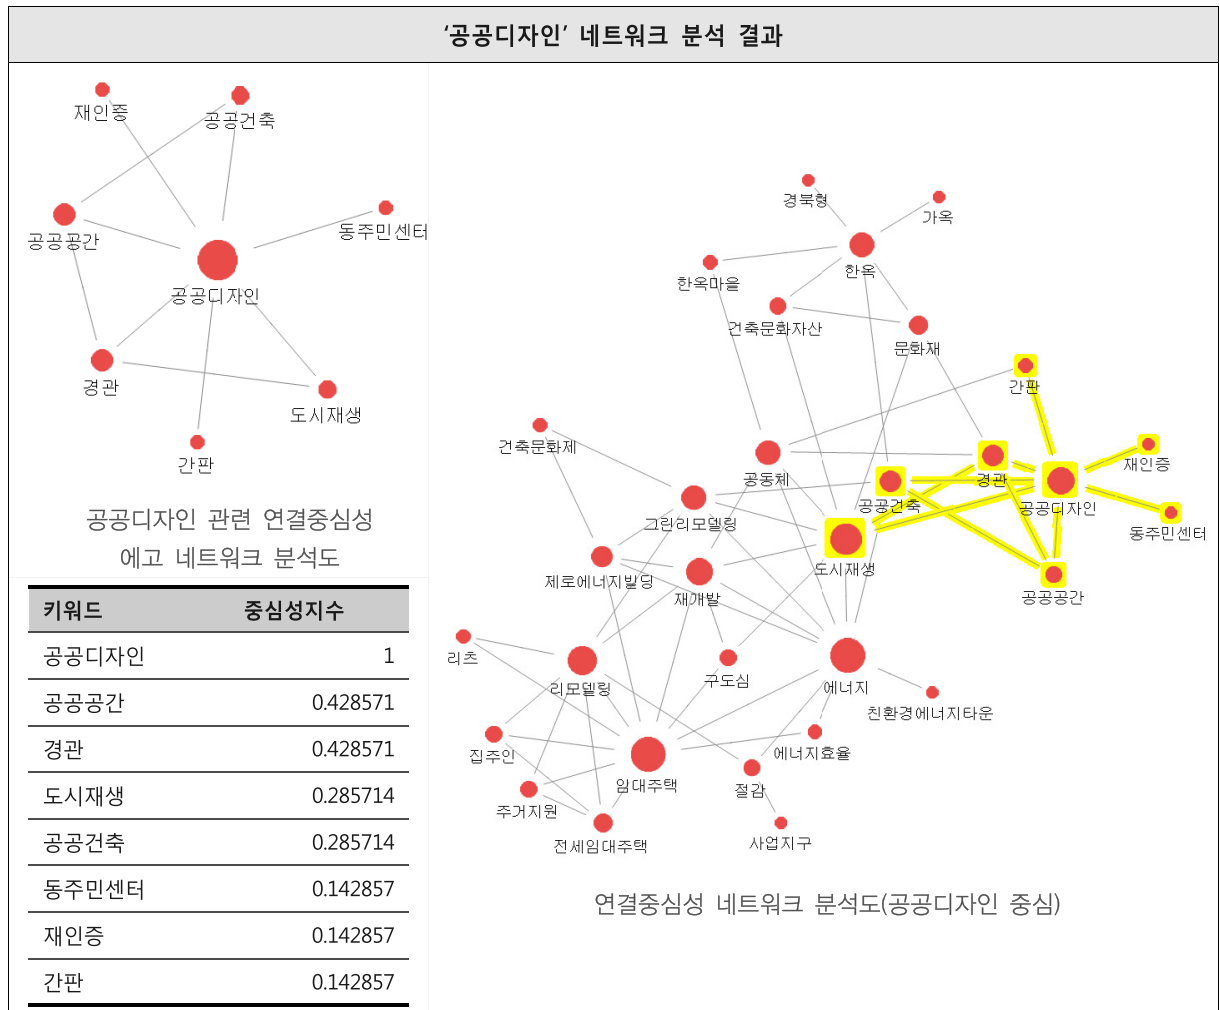 ‘공공디자인’ 네트워크 분석 결과
재인증
공공건축
공공공간
동주민센터
공공디자인
경관
도시재생
간판
공공디자인 관련 연결중심성
에고 네트워크 분석도
키워드 중심성지수
공공디자인 1
공공공간 0.428571
경관 0.428571
도시재생 0.285714
공공건축 0.285714
동주민센터 0.142857
재인증 0.142857
간판 0.142857
경북형
가옥
한옥
한옥마을
건축문화자산
문화재
간판
건축문화제
공동체
경관
재인증
공공건축
공공디자인
그린리모델링
동주민센터
제로에너지빌딩
도시재생
재개발
공공공간
리츠
리모델링
구도심
에너지
친환경에너지타운
집주인
에너지효율
임대주택
절감
주거지원
전세임대주택
사업지구
연결중심성 네트워크 분석도(공공디자인 중심)